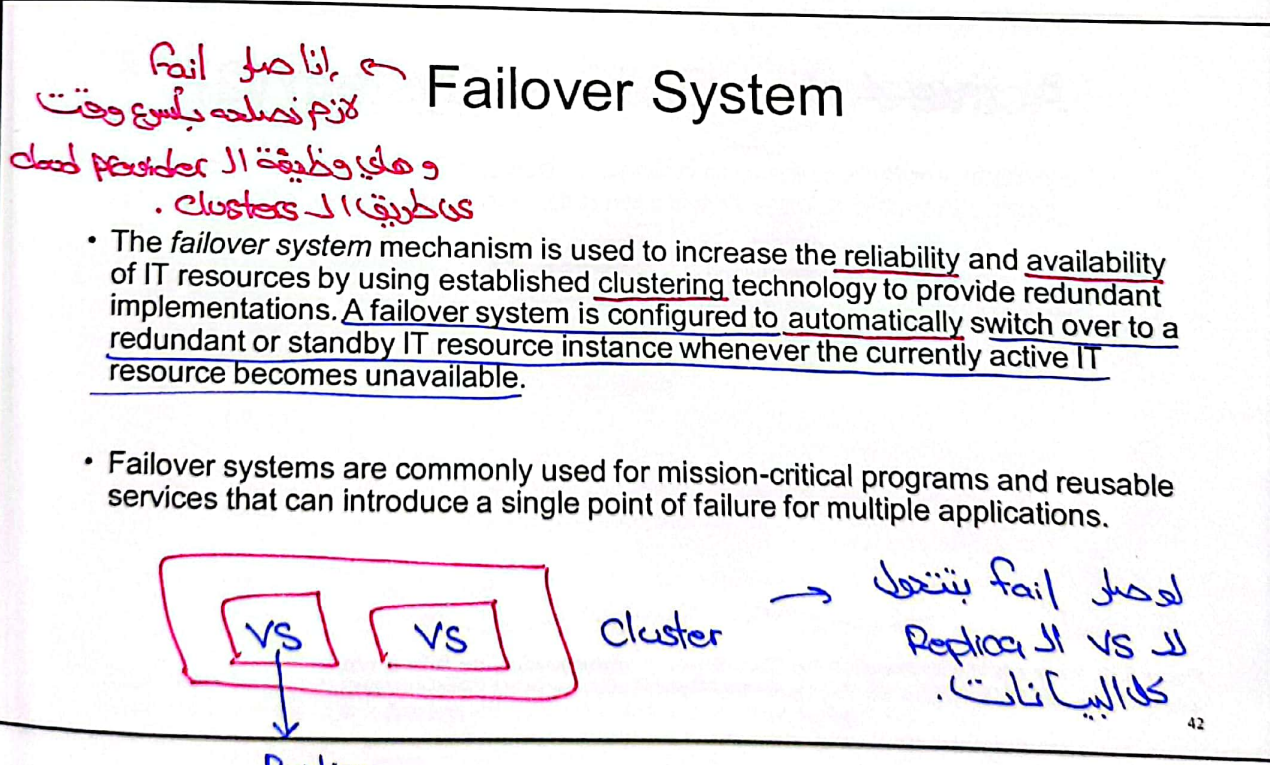 Failover System
← إذا صار fail
لازم نصلحه بأسرع وقت
و هاي وظيفة الـ cloud provider
عن طريق الـ clusters .
• The failover system mechanism is used to increase the reliability and availability
of IT resources by using established clustering technology to provide redundant
implementations. A failover system is configured to automatically switch over to a
redundant or standby IT resource instance whenever the currently active IT
resource becomes unavailable.
• Failover systems are commonly used for mission-critical programs and reusable
services that can introduce a single point of failure for multiple applications.
VS VS Cluster →
لو صار fail بتتحول
للـ VS الـ Replica
كل البيانات .
42